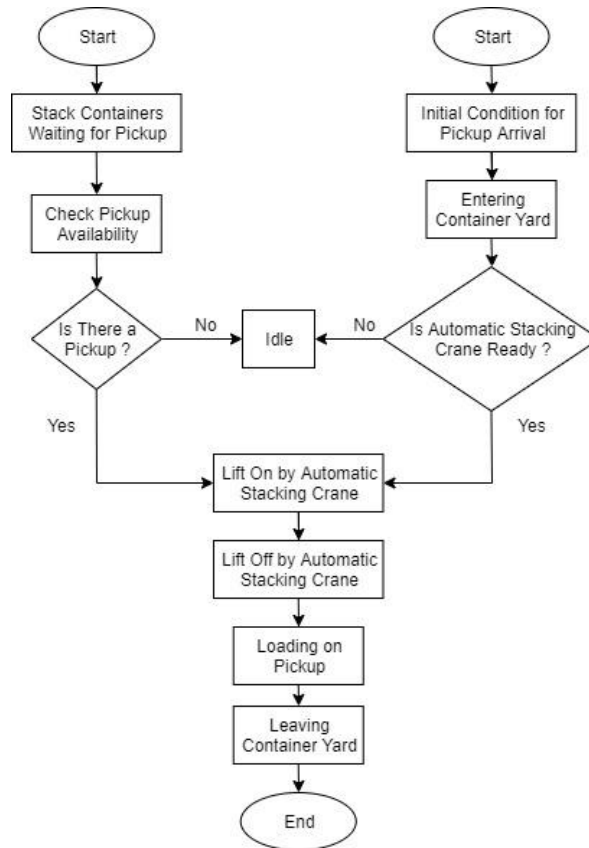 Start
Start
Stack Containers
Waiting for Pickup
Initial Condition for
Pickup Arrival
Check Pickup
Availability
Entering
Container Yard
Is There a
Pickup ?
No
Idle
No
Is Automatic Stacking
Crane Ready ?
Yes
Yes
Lift On by Automatic
Stacking Crane
Lift Off by Automatic
Stacking Crane
Loading on
Pickup
Leaving
Container Yard
End